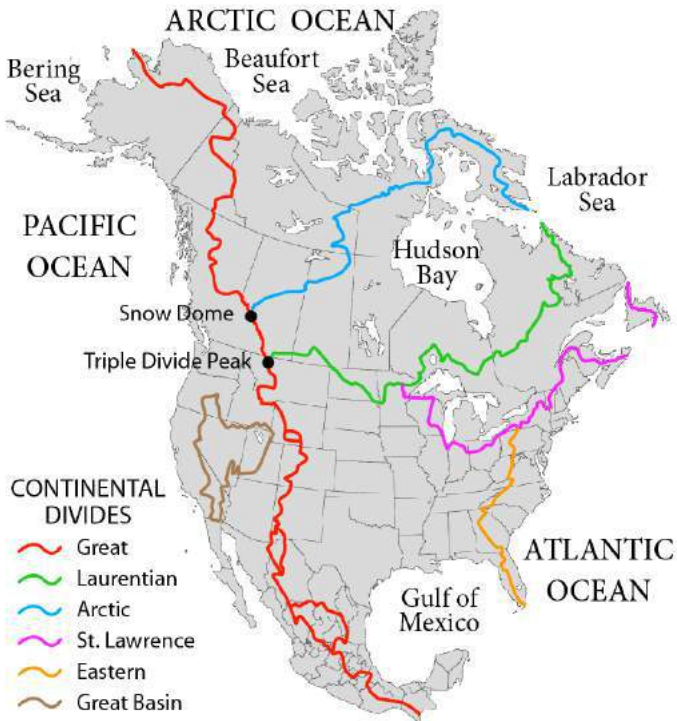 ARCTIC OCEAN
Bering
Sea
Beaufort
Sea
Labrador
Sea
PACIFIC
OCEAN
Hudson
Bay
Snow Dome
Triple Divide Peak
CONTINENTAL
DIVIDES
Great
Laurentian
Arctic
St. Lawrence
Eastern
Great Basin
ATLANTIC
OCEAN
Gulf of
Mexico